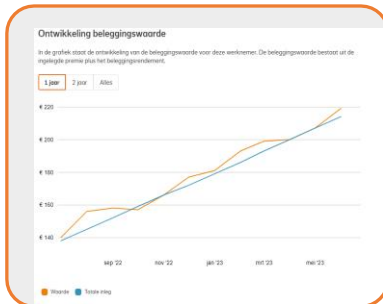 Ontwikkeling beleggingswaarde
In de grafiek staat de ontwikkeling van de beleggingswaarde voor deze werknemer. De beleggingswaarde bestaat uit de
ingelegde premie plus het beleggingsrendement.
1 jaar 2 jaar Alles
€ 220
€ 200
€ 180
€ 160
€ 140
sep '22 nov '22 jan '23 mrt '23 mei '23
Waarde Totale inleg